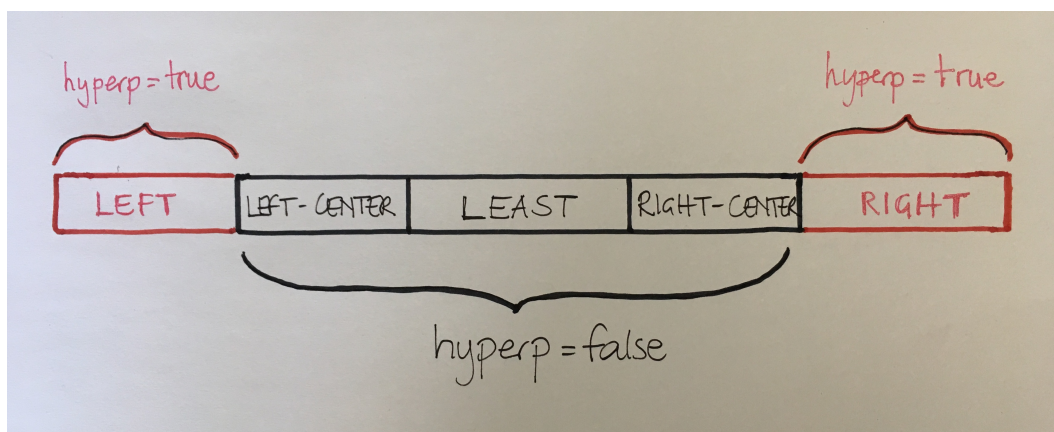 hyperp=true hyperp=true
LEFT LEFT-CENTER LEAST RIGHT-CENTER RIGHT
hyperp=false